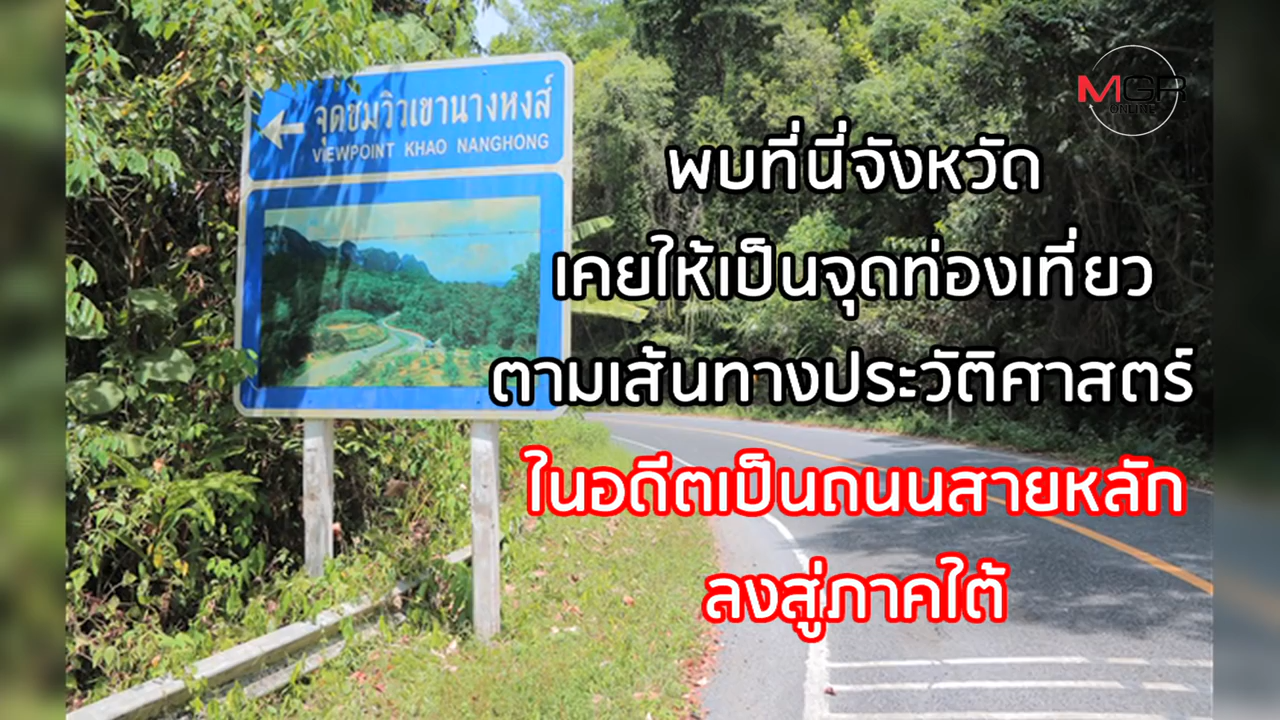 จุดชมวิวเขานางหงส์
VIEWPOINT KHAO NANGHONG
MGR
ONLINE
พบที่นี่จังหวัด
เคยให้เป็นจุดท่องเที่ยว
ตามเส้นทางประวัติศาสตร์
ในอดีตเป็นถนนสายหลัก
ลงสู่ภาคใต้